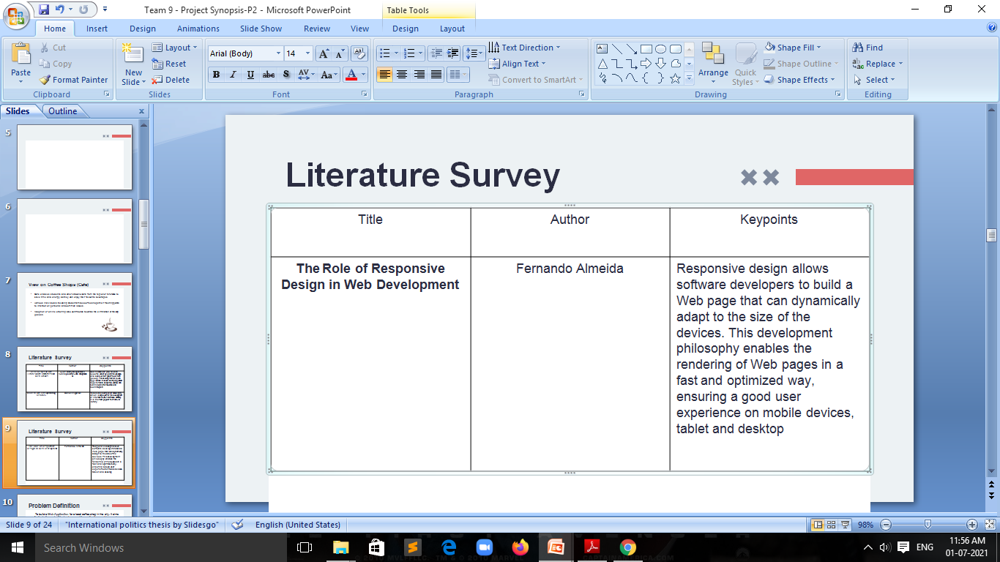 Team 9 - Project Synopsis-P2 - Microsoft PowerPoint
Table Tools
Home Insert Design Animations Slide Show Review View Design Layout
Paste
Cut
Copy
Format Painter
Clipboard
New Slide
Layout
Reset
Delete
Slides
Arial (Body) 14
B I U abc S AV Aa A
Font
Text Direction
Align Text
Convert to SmartArt
Paragraph
Arrange
Quick Styles
Shape Fill
Shape Outline
Shape Effects
Drawing
Find
Replace
Select
Editing
Slides Outline x
5
6
7
View on Coffee Shops (Cafe)
8
Literature Survey
9
Literature Survey
10
Problem Definition
Literature Survey
Title Author Keypoints
The Role of Responsive
Design in Web Development
Fernando Almeida
Responsive design allows
software developers to build a
Web page that can dynamically
adapt to the size of the
devices. This development
philosophy enables the
rendering of Web pages in a
fast and optimized way,
ensuring a good user
experience on mobile devices,
tablet and desktop
Slide 9 of 24 "International politics thesis by Slidesgo" English (United States) 98%
Search Windows
ENG
11:56 AM
01-07-2021